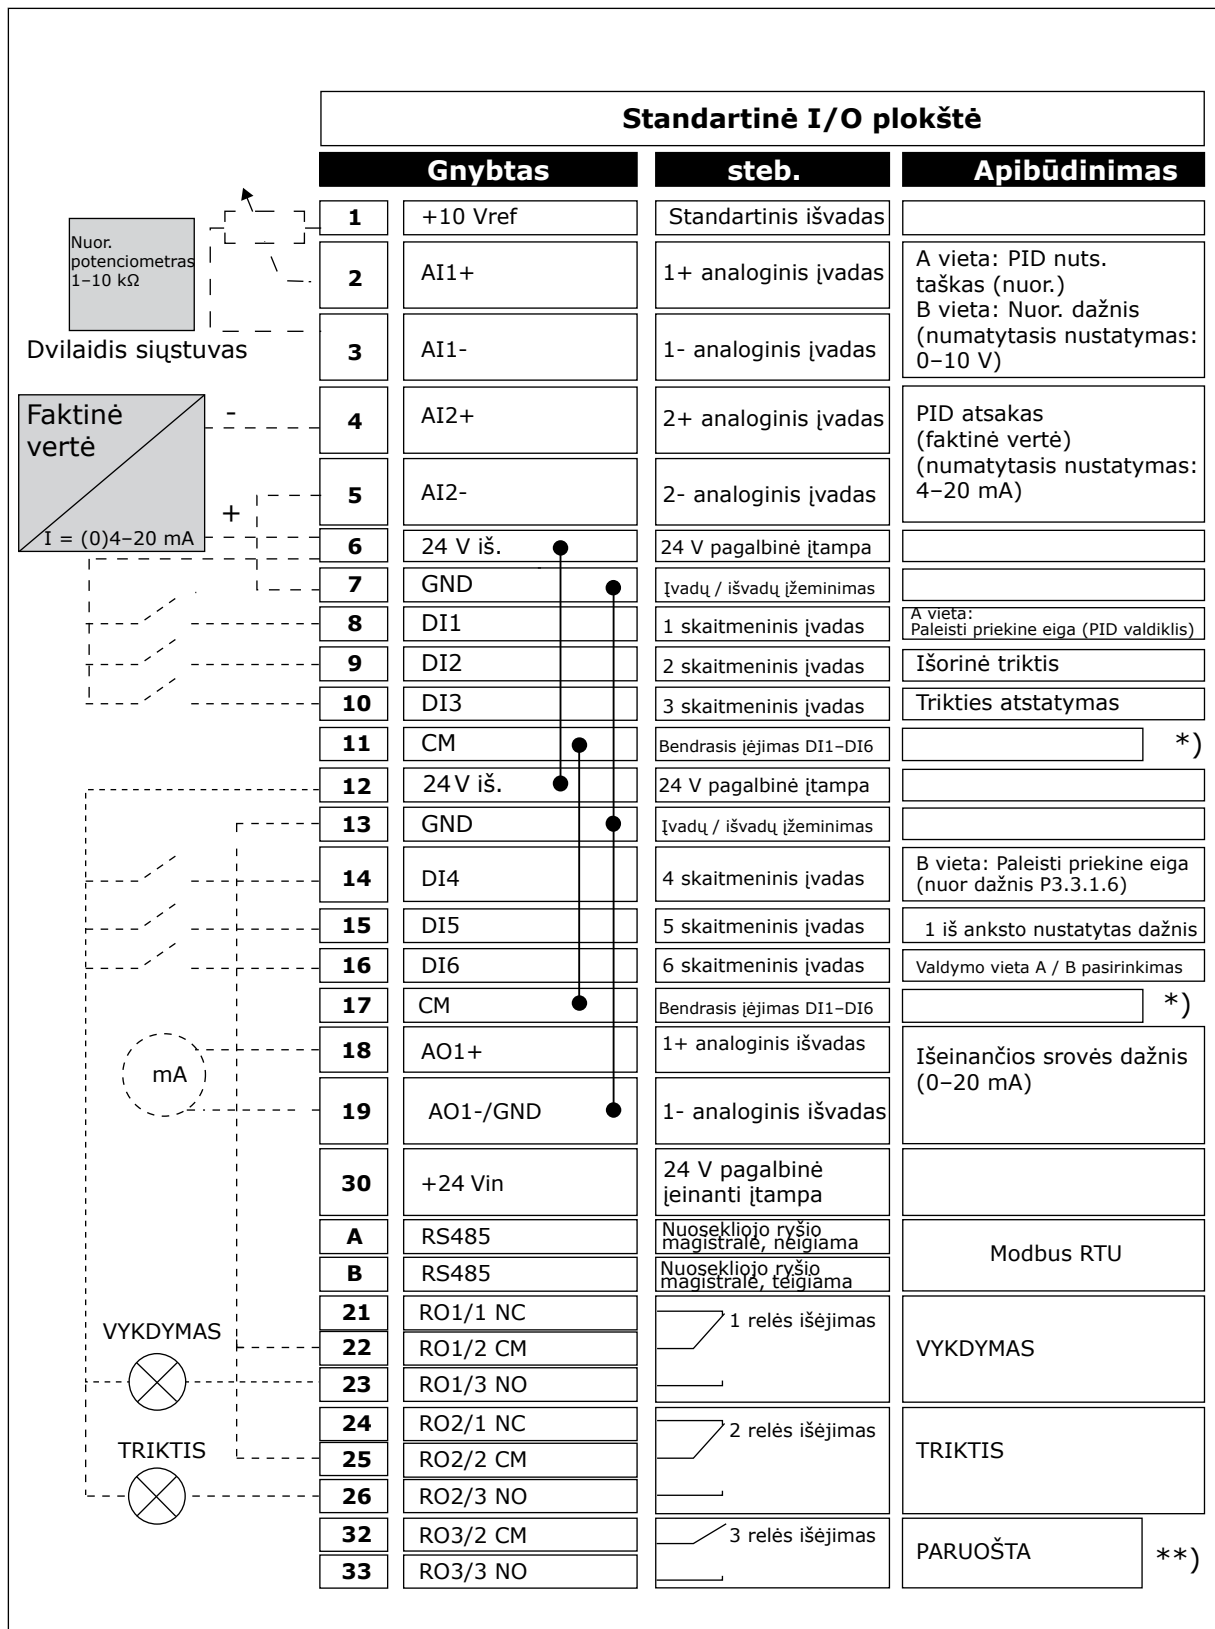 Standartinė I/O plokštė
Gnybtas steb. Apibūdinimas
1 +10 Vref Standartinis išvadas
Nuor.
potenciometras
1–10 kΩ
Dvilaidis siųstuvas
2 AI1+ 1+ analoginis įvadas
3 AI1- 1- analoginis įvadas
A vieta: PID nuts.
taškas (nuor.)
B vieta: Nuor. dažnis
(numatytasis nustatymas:
0–10 V)
Faktinė
vertė
-
+
I = (0)4–20 mA
4 AI2+ 2+ analoginis įvadas
5 AI2- 2- analoginis įvadas
PID atsakas
(faktinė vertė)
(numatytasis nustatymas:
4–20 mA)
6 24 V iš. 24 V pagalbinė įtampa
7 GND Įvadų / išvadų įžeminimas
8 DI1 1 skaitmeninis įvadas
A vieta:
Paleisti priekine eiga (PID valdiklis)
9 DI2 2 skaitmeninis įvadas Išorinė triktis
10 DI3 3 skaitmeninis įvadas Trikties atstatymas
11 CM Bendrasis įėjimas DI1–DI6 *)
12 24 V iš. 24 V pagalbinė įtampa
13 GND Įvadų / išvadų įžeminimas
14 DI4 4 skaitmeninis įvadas
B vieta: Paleisti priekine eiga
(nuor dažnis P3.3.1.6)
15 DI5 5 skaitmeninis įvadas 1 iš anksto nustatytas dažnis
16 DI6 6 skaitmeninis įvadas Valdymo vieta A / B pasirinkimas
17 CM Bendrasis įėjimas DI1–DI6 *)
mA
18 AO1+ 1+ analoginis išvadas
19 AO1-/GND 1- analoginis išvadas
Išeinančios srovės dažnis
(0–20 mA)
30 +24 Vin
24 V pagalbinė
įeinanti įtampa
A RS485
Nuosekliojo ryšio
magistralė, neigiama
B RS485
Nuosekliojo ryšio
magistralė, teigiama
Modbus RTU
21 RO1/1 NC
VYKDYMAS
22 RO1/2 CM
23 RO1/3 NO
1 relės išėjimas
VYKDYMAS
24 RO2/1 NC
TRIKTIS
25 RO2/2 CM
26 RO2/3 NO
2 relės išėjimas
TRIKTIS
32 RO3/2 CM
33 RO3/3 NO
3 relės išėjimas
PARUOŠTA **)